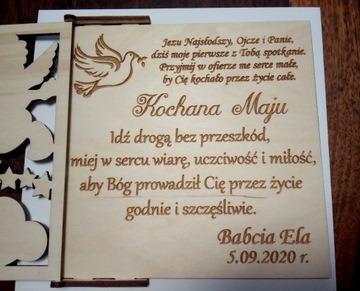 Jezu Najsłodszy, Ojcze i Panie,
dziś moje pierwsze z Tobą spotkanie.
Przyjmij w ofierze me serce małe,
by Cię kochało przez życie całe.
Kochana Maju
Idź drogą bez przeszkód,
miej w sercu wiarę, uczciwość i miłość,
aby Bóg prowadził Cię przez życie
godnie i szczęśliwie.
Babcia Ela
5.09.2020 r.